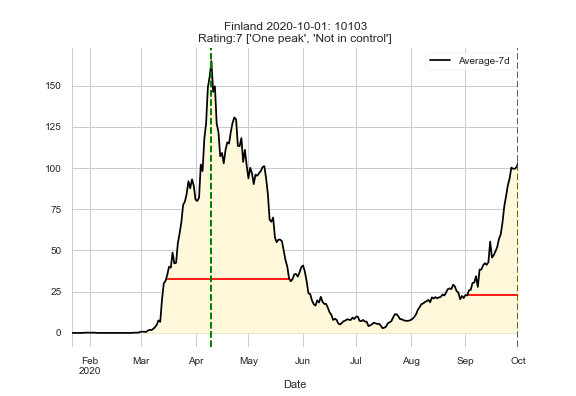 Finland 2020-10-01: 10103
Rating:7 ['One peak', 'Not in control']
Average-7d
150
125
100
75
50
25
0
Feb Mar Apr May Jun Jul Aug Sep Oct
2020
Date